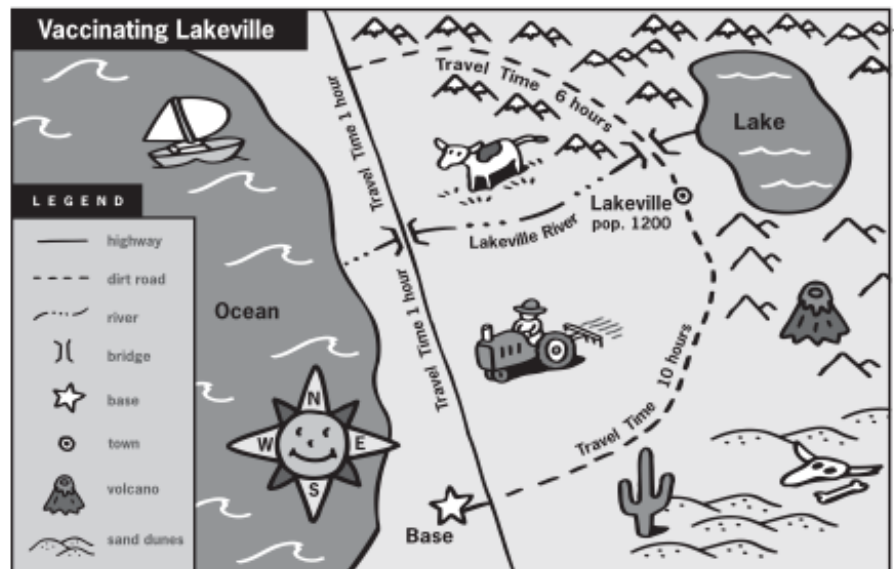 Vaccinating Lakeville
Travel Time 6 hours
Travel Time 1 hour
Lake
LEGEND
Lakeville
pop. 1200
Lakeville River
highway
dirt road
river
bridge
base
town
volcano
sand dunes
Ocean
Travel Time 1 hour
N
W
E
S
Travel Time 10 hours
Base